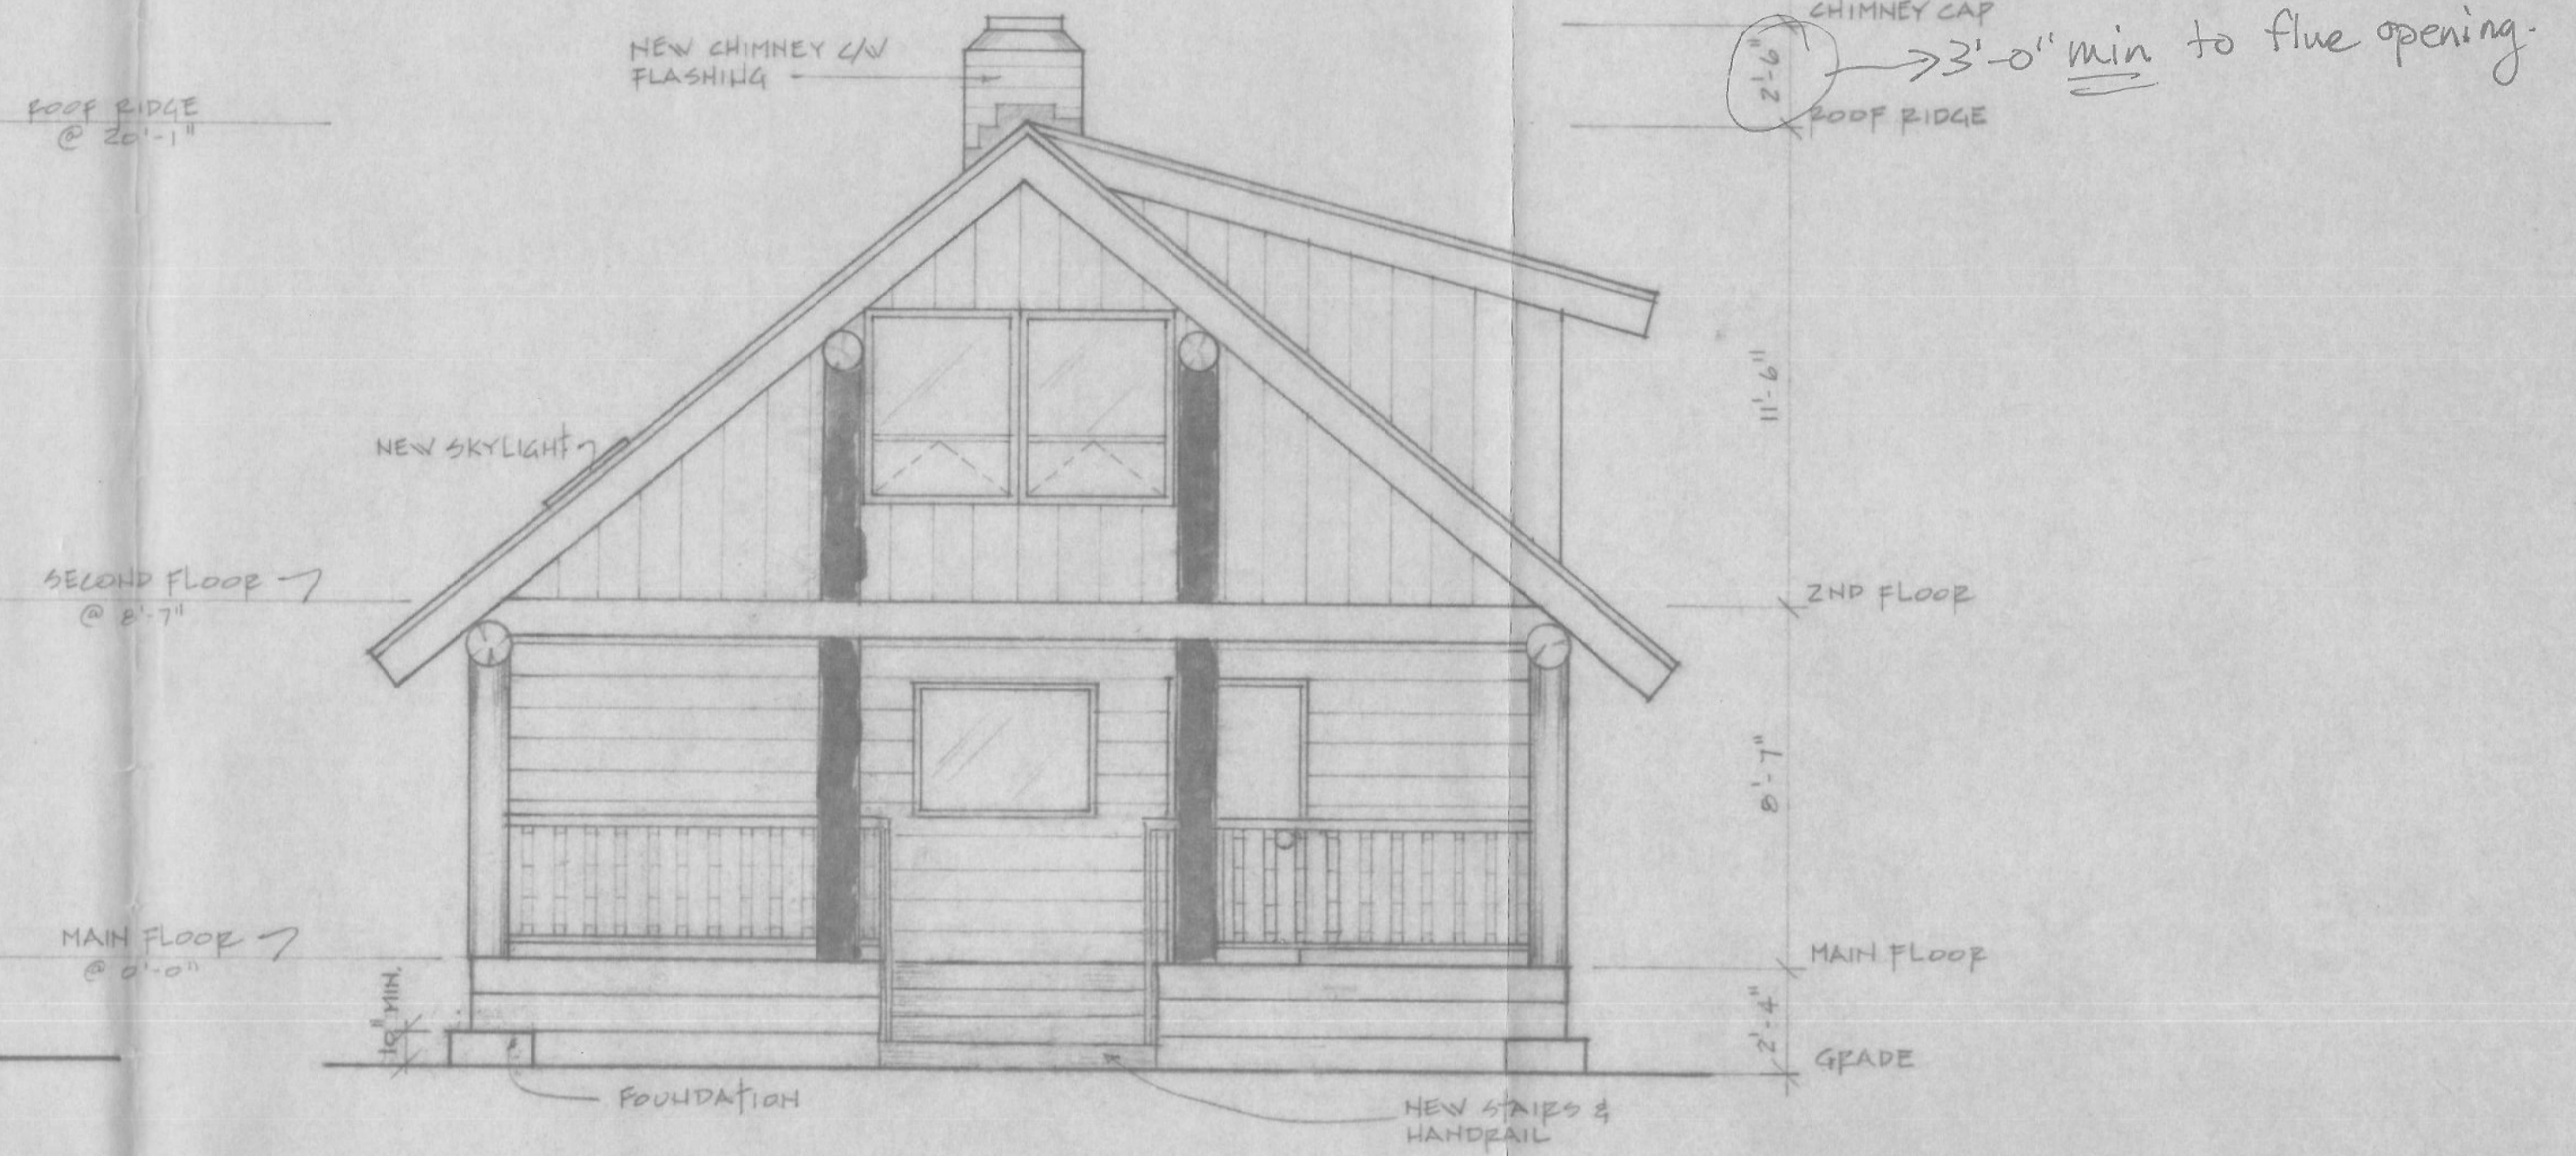 CHIMNEY CAP
2'-6"
3'-0" min to flue opening.
NEW CHIMNEY C/W
FLASHING
ROOF RIDGE
@ 20'-1"
ROOF RIDGE
11'-6"
NEW SKYLIGHT
SECOND FLOOR
@ 8'-7"
2ND FLOOR
8'-7"
MAIN FLOOR
@ 0'-0"
MAIN FLOOR
10" MIN.
2'-4"
GRADE
FOUNDATION
NEW STAIRS &
HANDRAIL